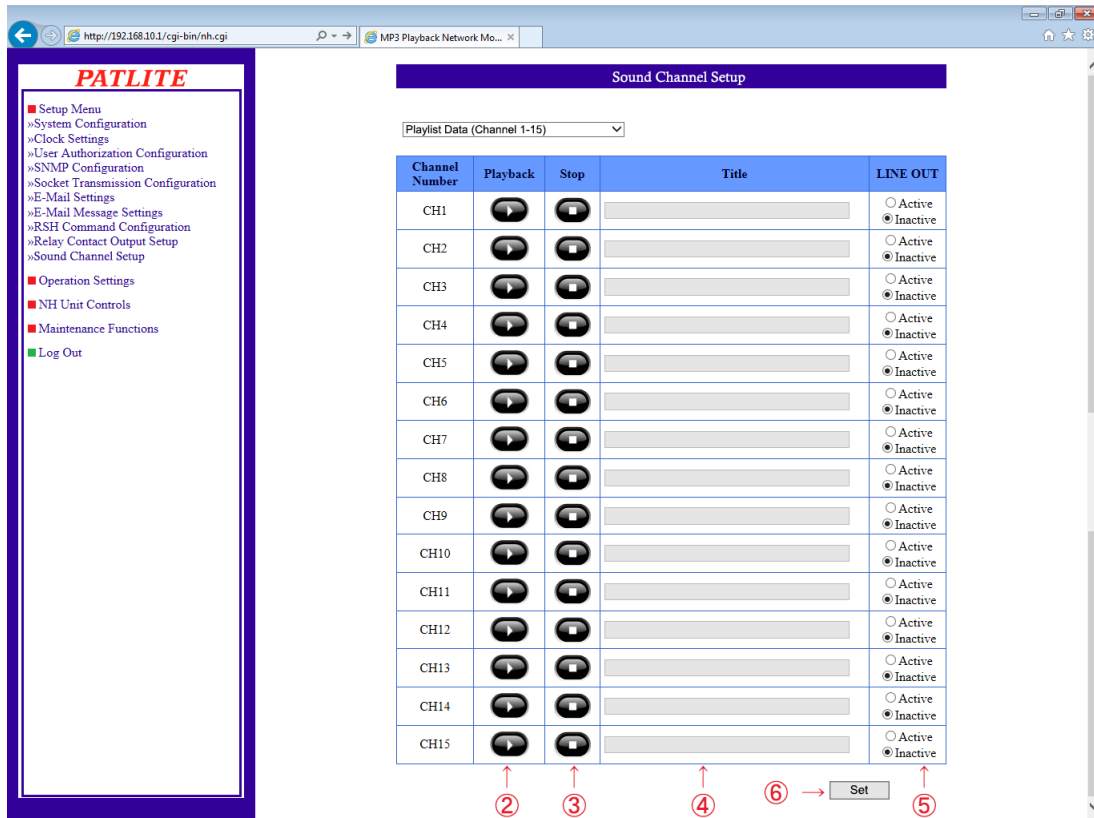 http://192.168.10.1/cgi-bin/nh.cgi
MP3 Playback Network Mo...
PATLITE
Setup Menu
»System Configuration
»Clock Settings
»User Authorization Configuration
»SNMP Configuration
»Socket Transmission Configuration
»E-Mail Settings
»E-Mail Message Settings
»RSH Command Configuration
»Relay Contact Output Setup
»Sound Channel Setup
Operation Settings
NH Unit Controls
Maintenance Functions
Log Out
Sound Channel Setup
Playlist Data (Channel 1-15)
Channel Number Playback Stop Title LINE OUT
CH1 Active
Inactive
CH2 Active
Inactive
CH3 Active
Inactive
CH4 Active
Inactive
CH5 Active
Inactive
CH6 Active
Inactive
CH7 Active
Inactive
CH8 Active
Inactive
CH9 Active
Inactive
CH10 Active
Inactive
CH11 Active
Inactive
CH12 Active
Inactive
CH13 Active
Inactive
CH14 Active
Inactive
CH15 Active
Inactive
② ③ ④ ⑥ → Set ⑤